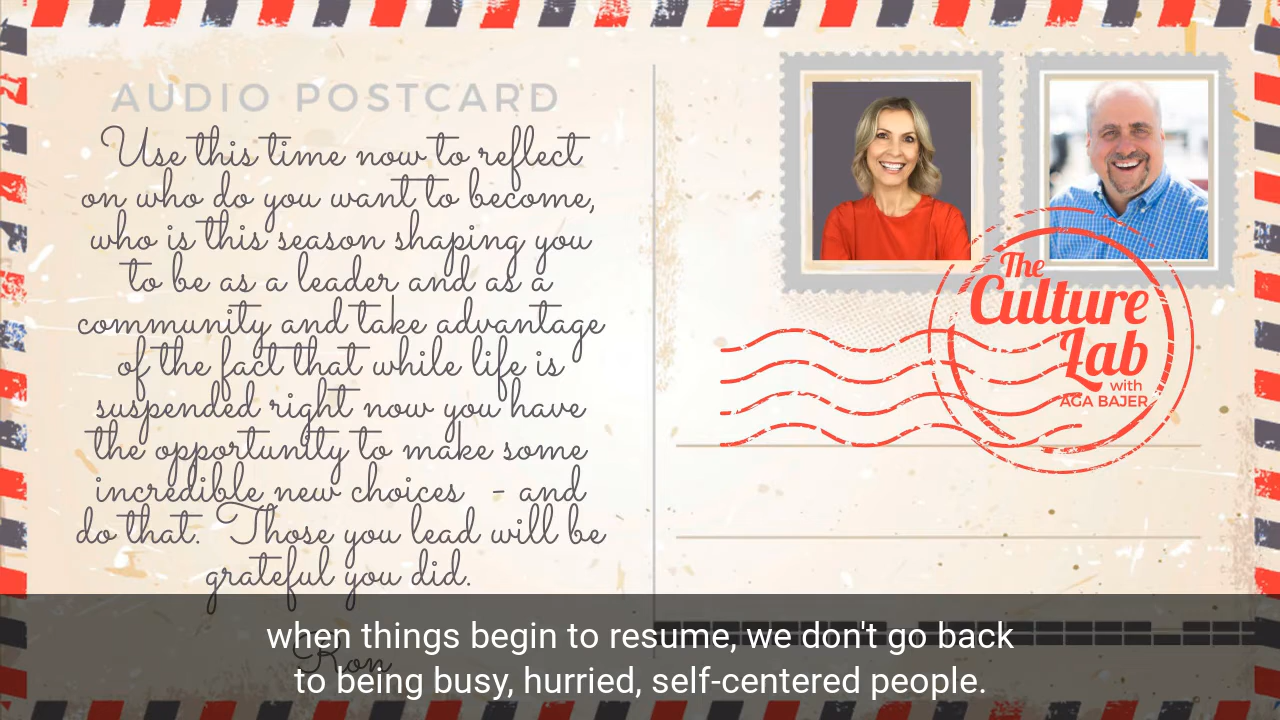 AUDIO POSTCARD
Use this time now to reflect
on who do you want to become,
who is this season shaping you
to be as a leader and as a
community and take advantage
of the fact that while life is
suspended right now you have
the opportunity to make some
incredible new choices - and
do that. Those you lead will be
grateful you did.
Ron
The
Culture
Lab
with
AGA BAJER
when things begin to resume, we don't go back
to being busy, hurried, self-centered people.